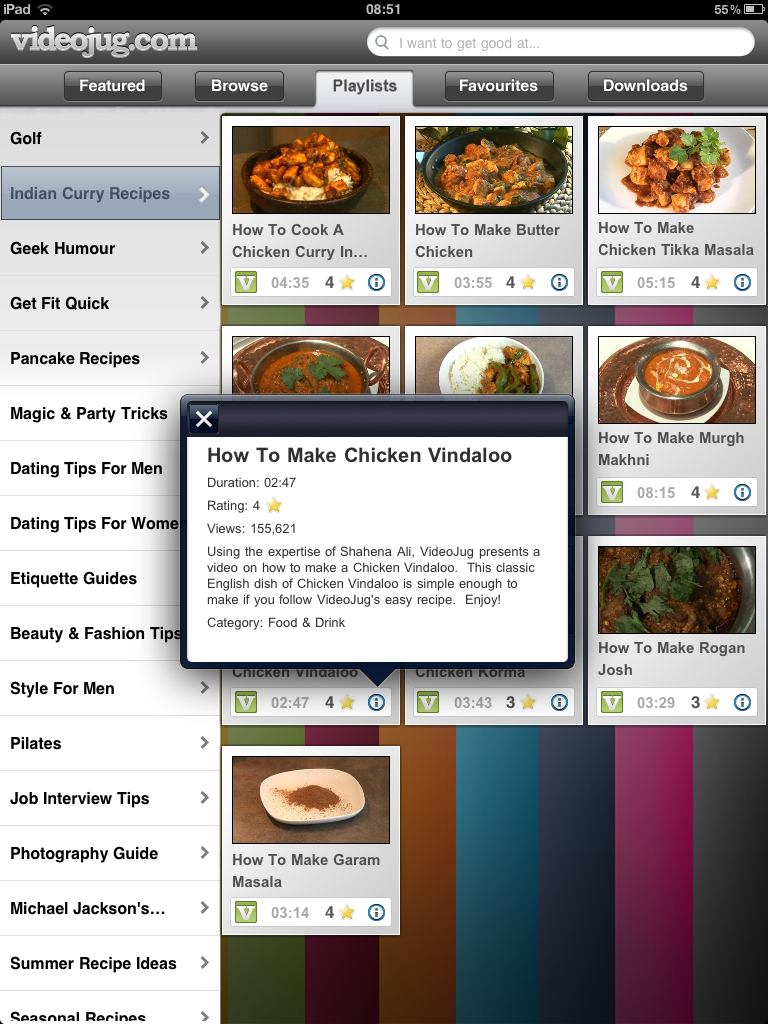 iPad
08:51
55%
videojug.com
I want to get good at...
Featured
Browse
Playlists
Favourites
Downloads
Golf
Indian Curry Recipes
Geek Humour
Get Fit Quick
Pancake Recipes
Magic & Party Tricks
Dating Tips For Men
Dating Tips For Wome
Etiquette Guides
Beauty & Fashion Tips
Style For Men
Pilates
Job Interview Tips
Photography Guide
Michael Jackson's...
Summer Recipe Ideas
Seasonal Recipes
How To Cook A
Chicken Curry In...
04:35 4
How To Make Butter
Chicken
03:55 4
How To Make
Chicken Tikka Masala
05:15 4
How To Make Murgh
Makhni
08:15 4
How To Make Chicken Vindaloo
Duration: 02:47
Rating: 4
Views: 155,621
Using the expertise of Shahena Ali, VideoJug presents a
video on how to make a Chicken Vindaloo. This classic
English dish of Chicken Vindaloo is simple enough to
make if you follow VideoJug's easy recipe. Enjoy!
Category: Food & Drink
Chicken Vindaloo
02:47 4
Chicken Korma
03:43 3
How To Make Rogan
Josh
03:29 3
How To Make Garam
Masala
03:14 4